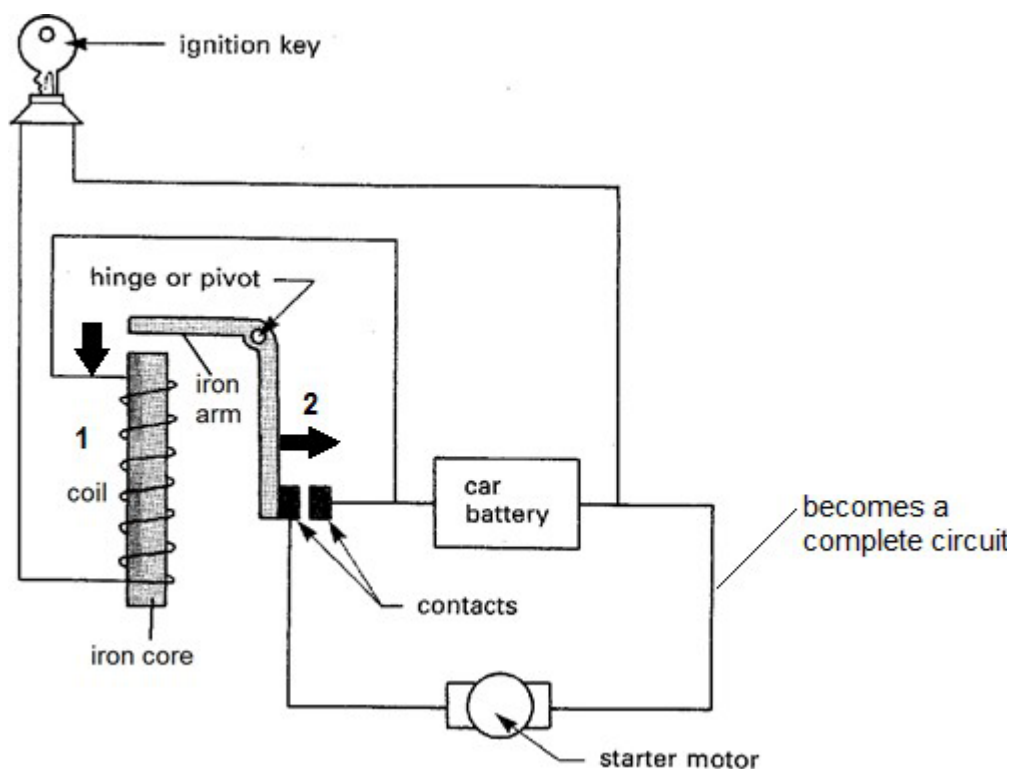 ignition key
hinge or pivot
iron
arm
2
1
coil
car
battery
becomes a
complete circuit
contacts
iron core
starter motor